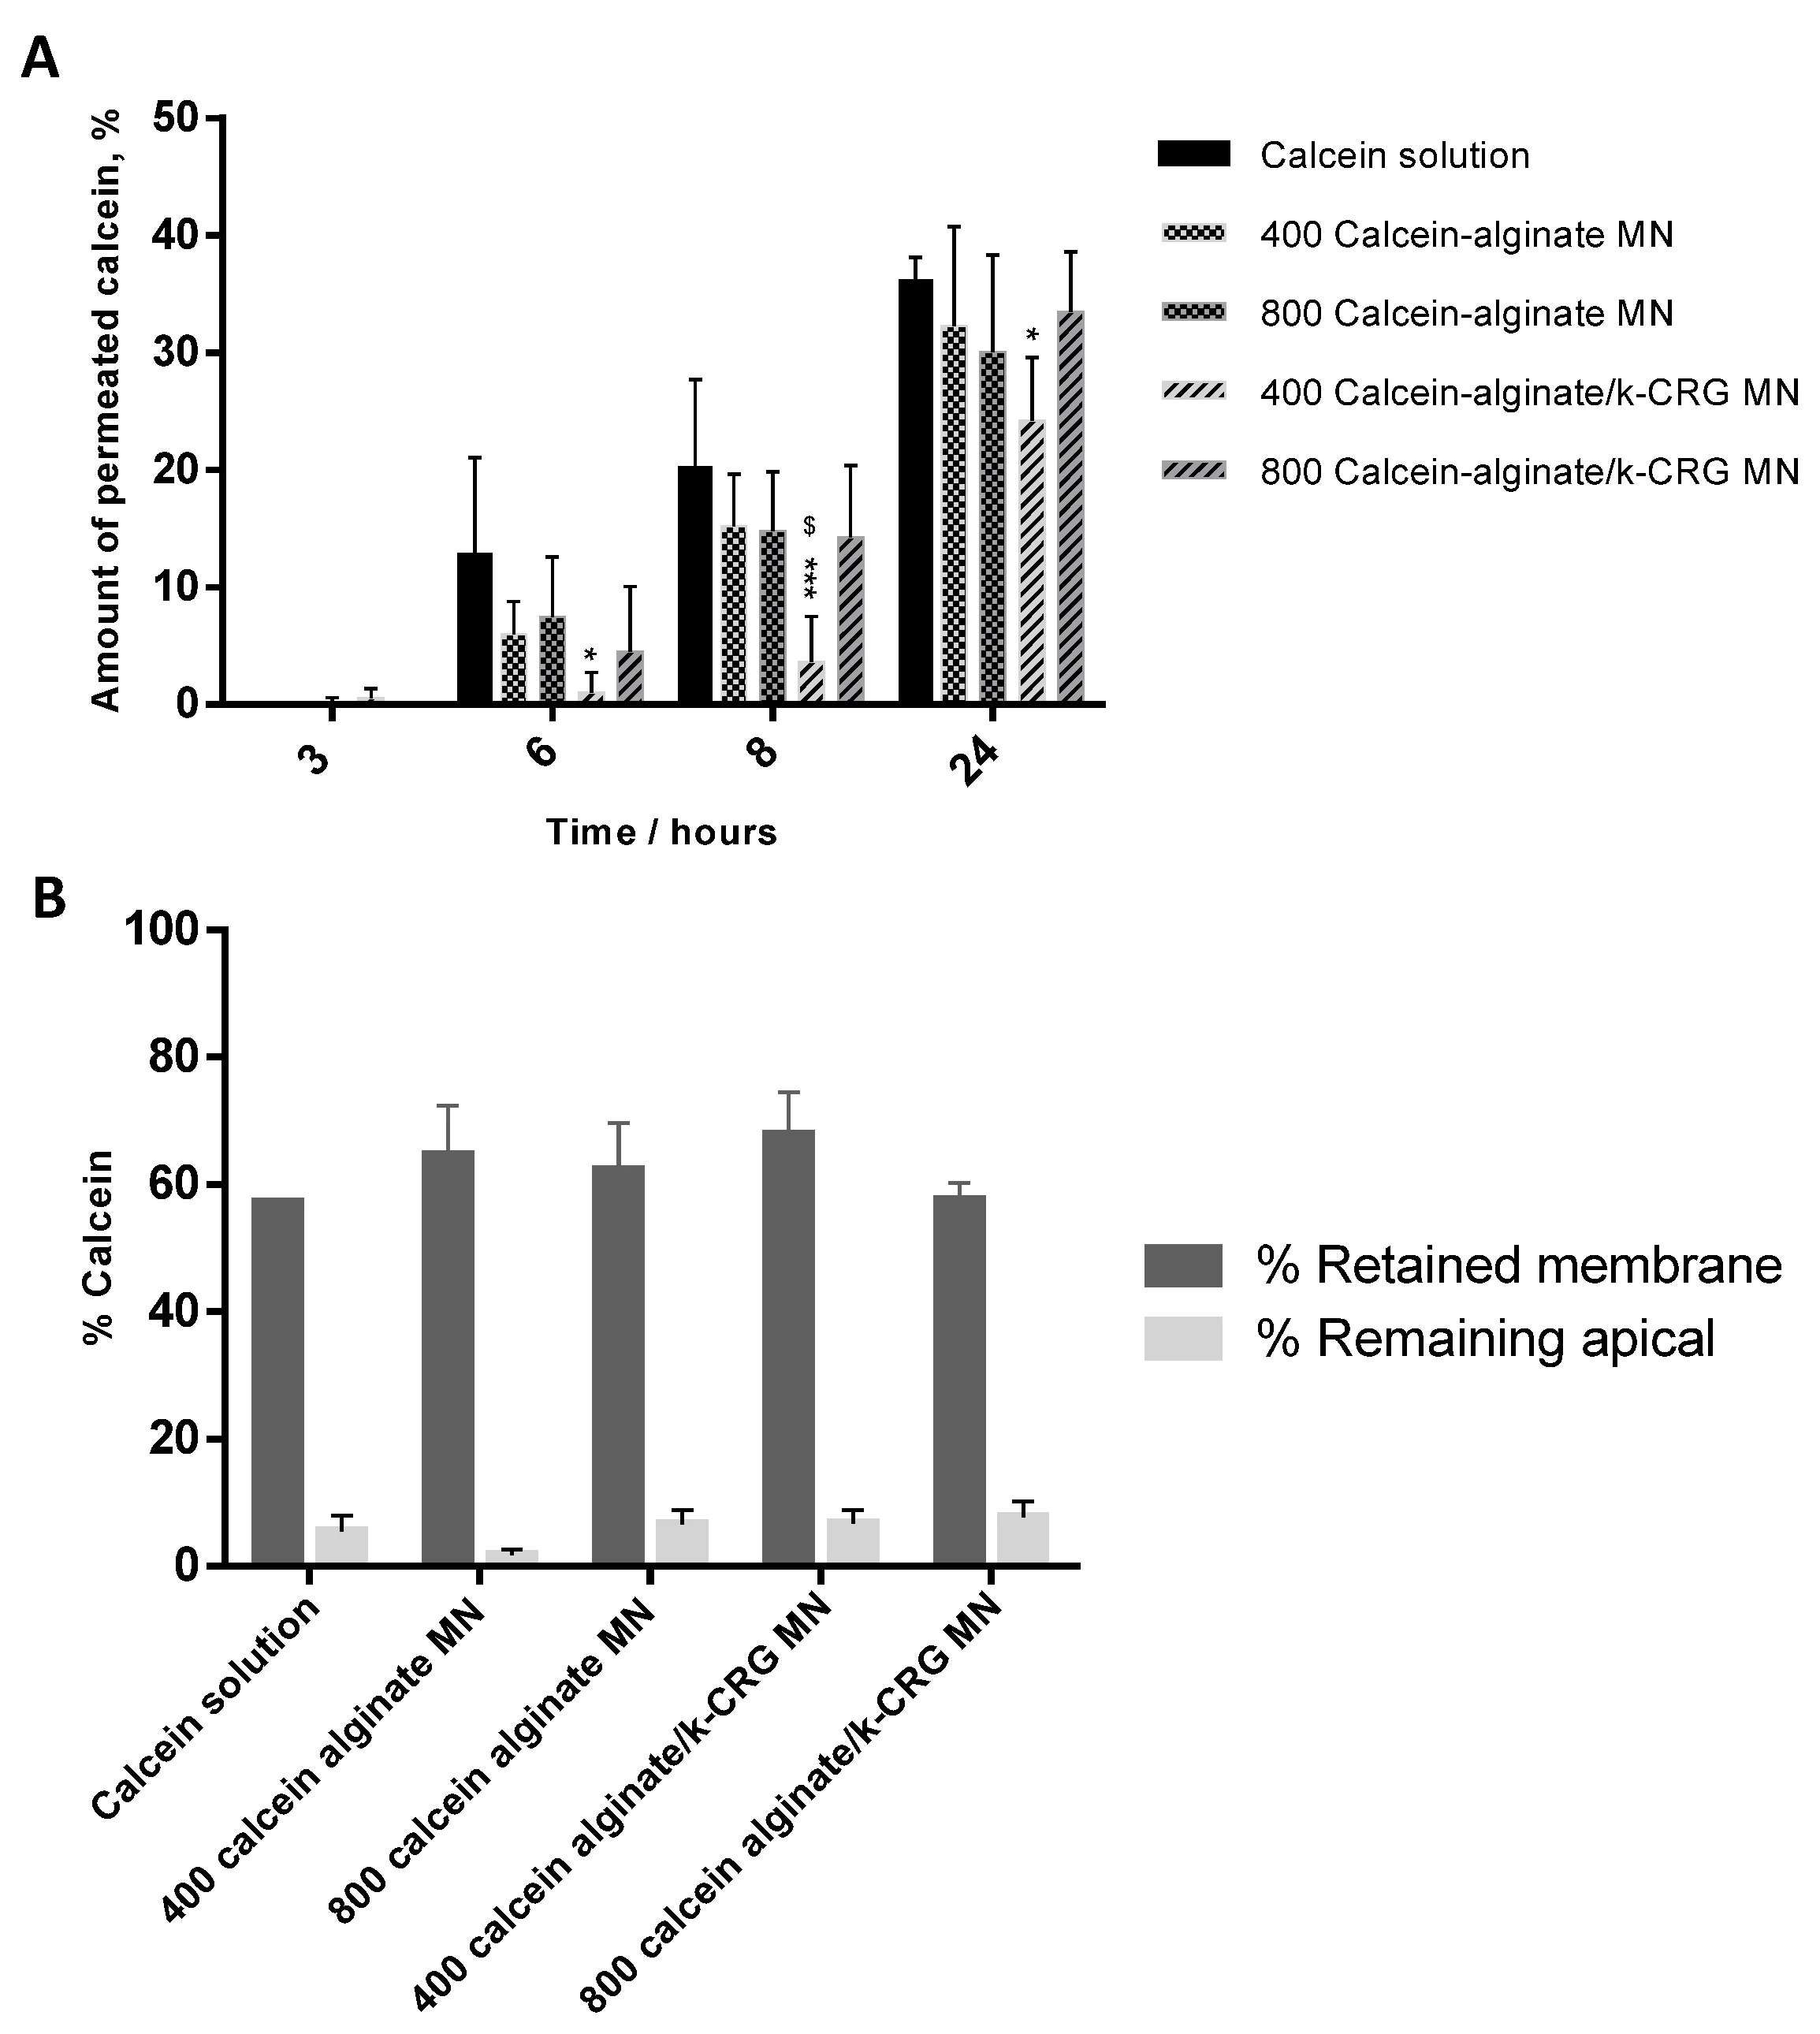 A
Amount of permeated calcein, %
50
40
30
20
10
0
*
$
***
*
3
6
8
24
Time / hours
Calcein solution
400 Calcein-alginate MN
800 Calcein-alginate MN
400 Calcein-alginate/k-CRG MN
800 Calcein-alginate/k-CRG MN
B
% Calcein
100
80
60
40
20
0
% Retained membrane
% Remaining apical
Calcein solution
400 calcein alginate MN
800 calcein alginate MN
400 calcein alginate/k-CRG MN
800 calcein alginate/k-CRG MN